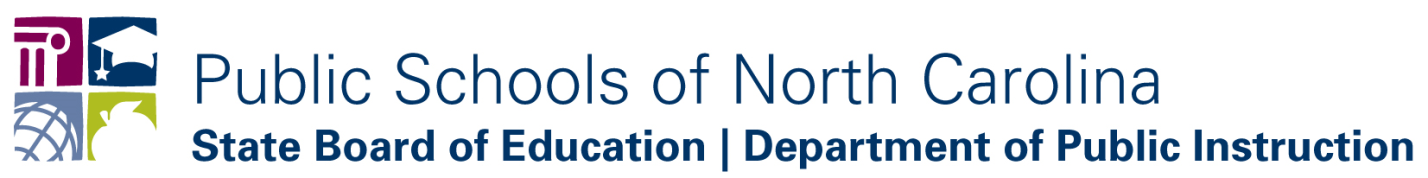 Public Schools of North Carolina
State Board of Education | Department of Public Instruction